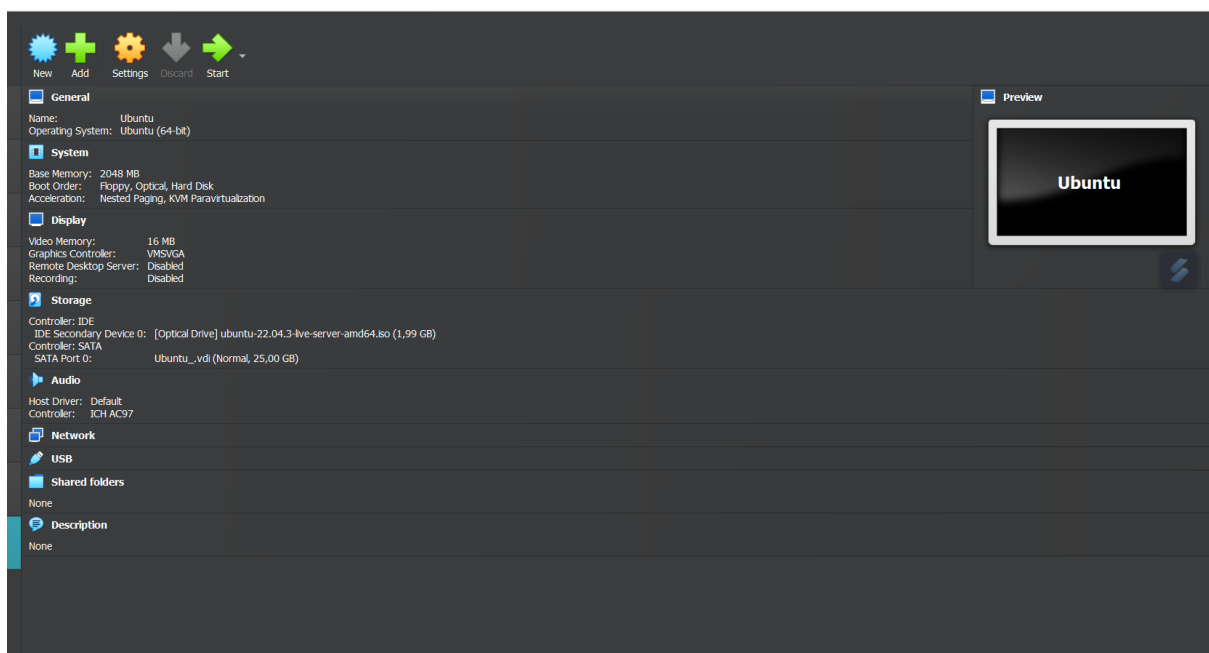 New Add Settings Discard Start
General
Name: Ubuntu
Operating System: Ubuntu (64-bit)
System
Base Memory: 2048 MB
Boot Order: Floppy, Optical, Hard Disk
Acceleration: Nested Paging, KVM Paravirtualization
Display
Video Memory: 16 MB
Graphics Controller: VMSVGA
Remote Desktop Server: Disabled
Recording: Disabled
Storage
Controller: IDE
IDE Secondary Device 0: [Optical Drive] ubuntu-22.04.3-live-server-amd64.iso (1,99 GB)
Controller: SATA
SATA Port 0: Ubuntu_.vdi (Normal, 25,00 GB)
Audio
Host Driver: Default
Controller: ICH AC97
Network
USB
Shared folders
None
Description
None
Preview
Ubuntu